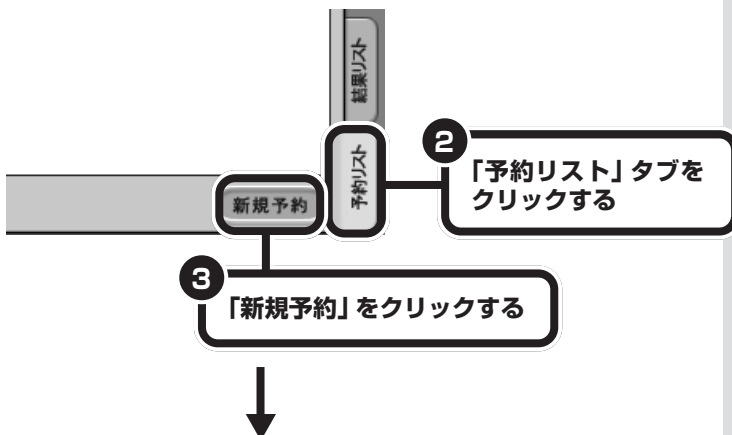 結果リスト
予約リスト
新規予約
2
「予約リスト」タブを
クリックする
3
「新規予約」をクリックする